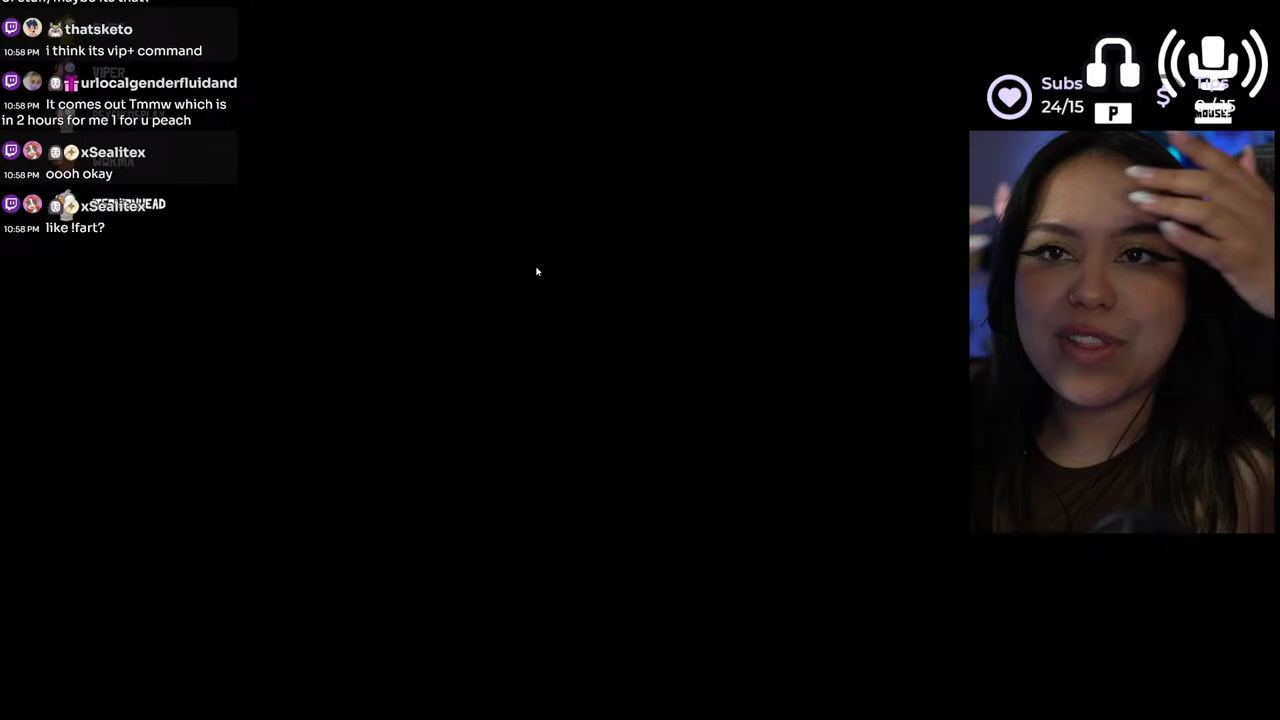 thatsketo
10:58 PM i think its vip+ command
VIPER
urlocalgenderfluidand
10:58 PM It comes out Tmmw which is
in 2 hours for me 1 for u peach
xSealitex
10:58 PM oooh okay
xSealitex
10:58 PM like !fart?
Subs
24/15
Tips
P